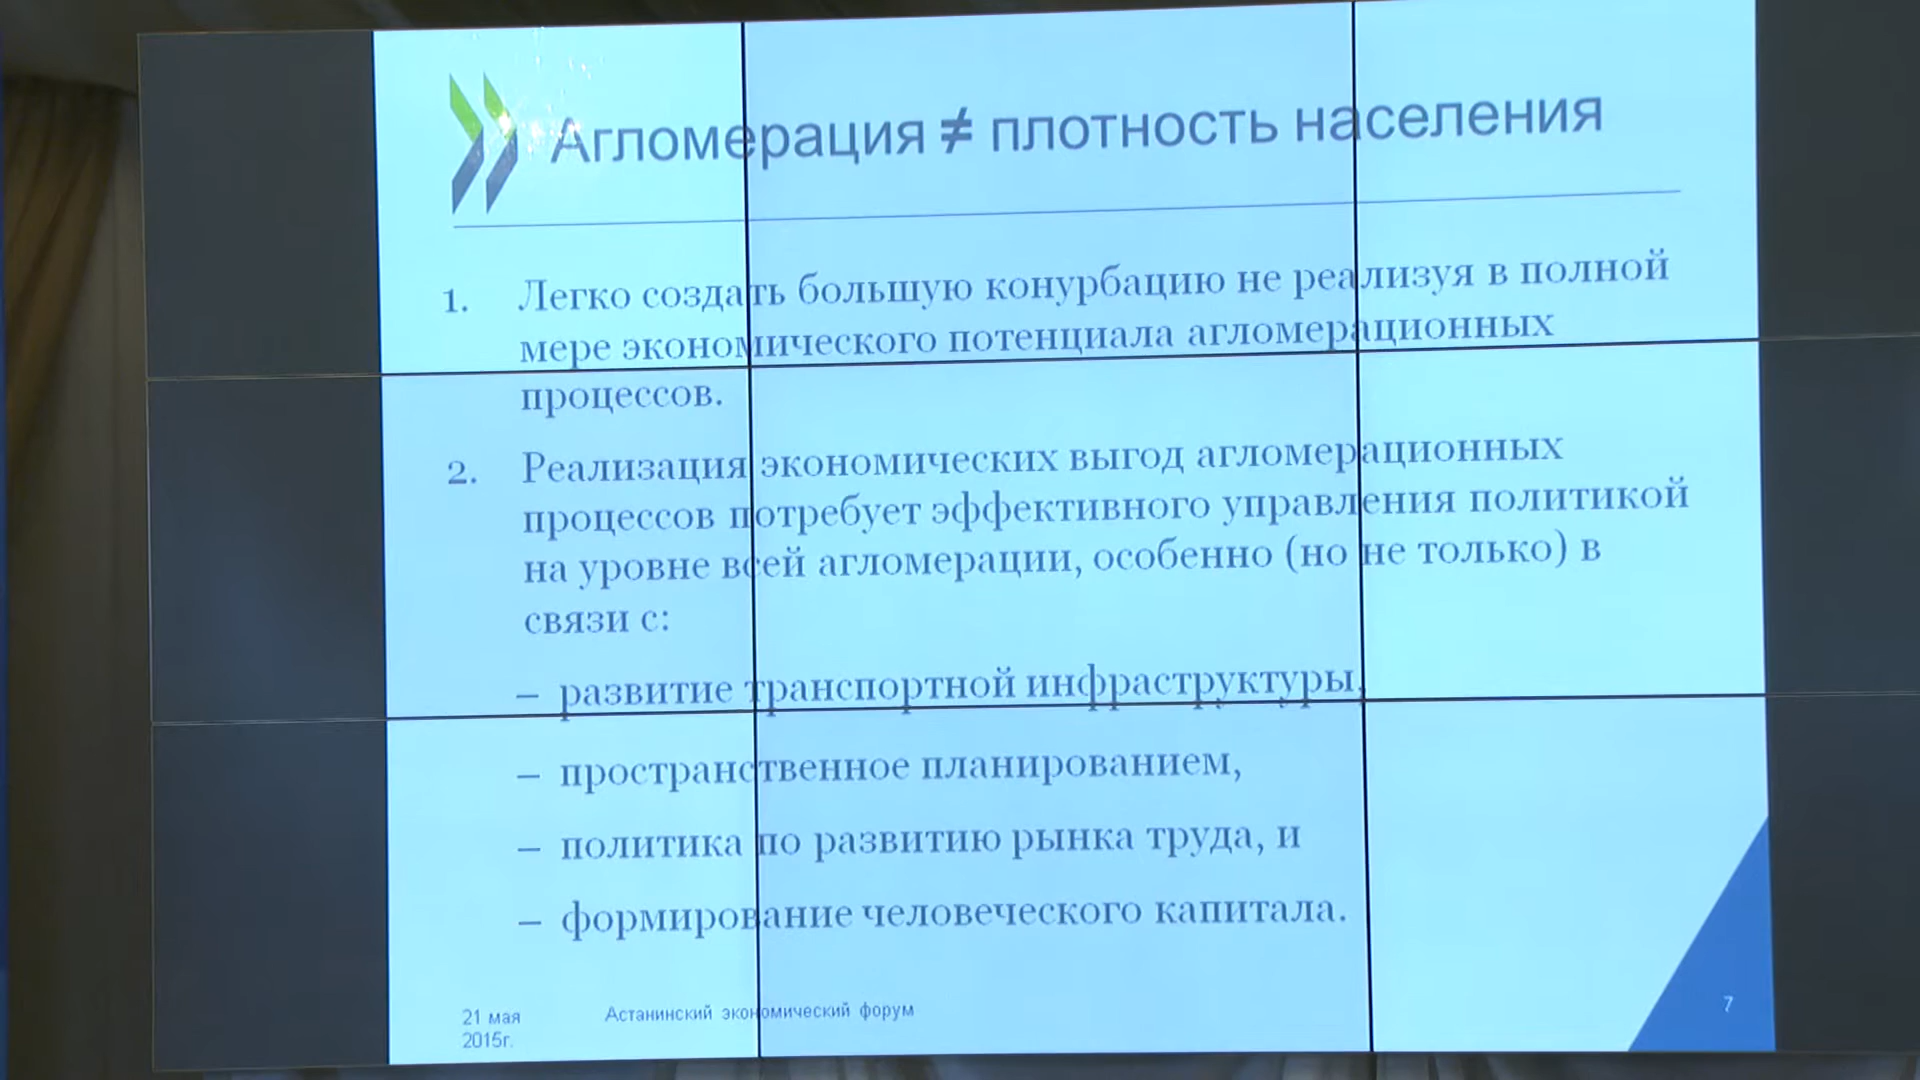 Агломерация ≠ плотность населения
1. Легко создать большую конурбацию не реализуя в полной
мере экономического потенциала агломерационных
процессов.
2. Реализация экономических выгод агломерационных
процессов потребует эффективного управления политикой
на уровне всей агломерации, особенно (но не только) в
связи с:
– развитие транспортной инфраструктуры,
– пространственное планированием,
– политика по развитию рынка труда, и
– формирование человеческого капитала.
21 мая
2015г.
Астанинский экономический форум
7